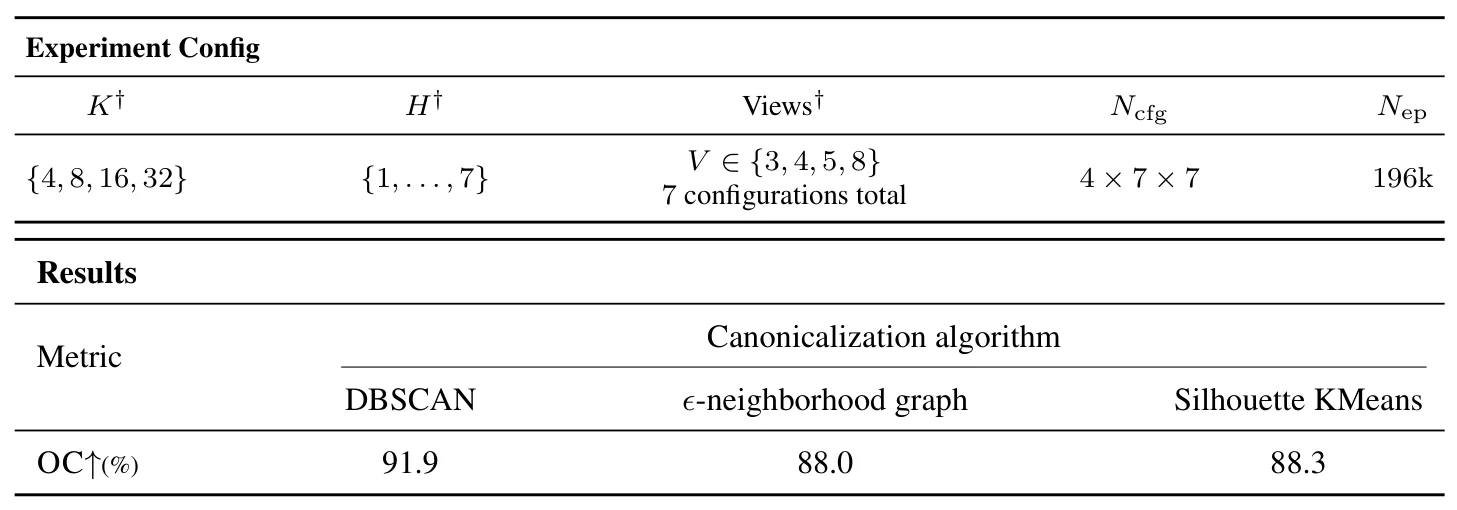 Experiment Config
K† H† Views† N_cfg N_ep
{4, 8, 16, 32} {1, . . . , 7} V ∈ {3, 4, 5, 8} 4 × 7 × 7 196k
7 configurations total
Results
Canonicalization algorithm
Metric
DBSCAN ϵ-neighborhood graph Silhouette KMeans
OC↑(%) 91.9 88.0 88.3